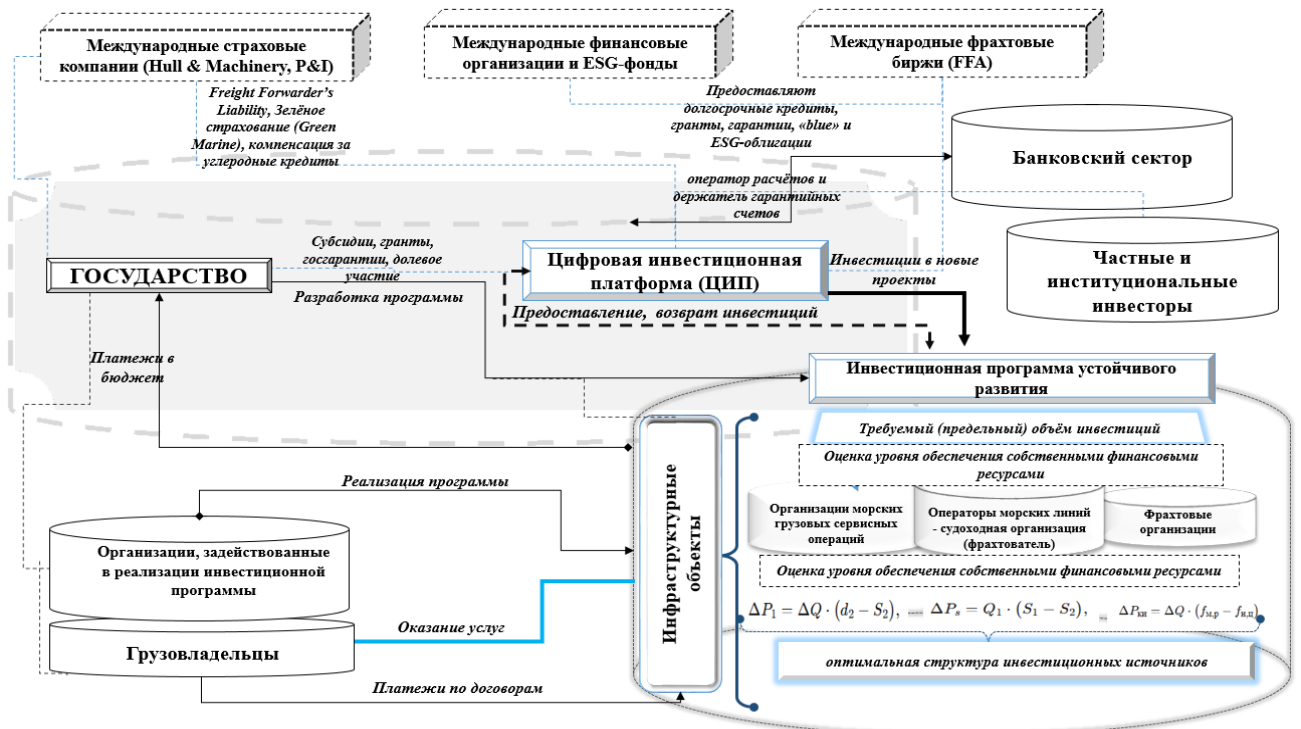 Международные страховые
компании (Hull & Machinery, P&I)
Международные финансовые
организации и ESG-фонды
Международные фрахтовые
биржи (FFA)
Freight Forwarder's
Liability, Зелёное
страхование (Green
Marine), компенсация за
углеродные кредиты
Предоставляют
долгосрочные кредиты,
гранты, гарантии, «blue» и
ESG-облигации
Банковский сектор
оператор расчётов и
держатель гарантийных
счетов
Частные и
институциональные
инвесторы
ГОСУДАРСТВО
Субсидии, гранты,
госгарантии, долевое
участие
Разработка программы
Цифровая инвестиционная
платформа (ЦИП)
Инвестиции в новые
проекты
Предоставление, возврат инвестиций
Платежи в
бюджет
Инвестиционная программа устойчивого
развития
Требуемый (предельный) объём инвестиций
Оценка уровня обеспечения собственными финансовыми
ресурсами
Организации морских
грузовых сервисных
операций
Операторы морских линий
- судоходная организация
(фрахтователь)
Фрахтовые
организации
Оценка уровня обеспечения собственными финансовыми ресурсами
ΔP₁ = ΔQ · (d₂ − S₂), ..... ΔPₛ = Q₁ · (S₁ − S₂), ... ΔPки = ΔQ · (fм.р − fн.ц)
оптимальная структура инвестиционных источников
Инфраструктурные
объекты
Реализация программы
Организации, задействованные
в реализации инвестиционной
программы
Оказание услуг
Грузовладельцы
Платежи по договорам